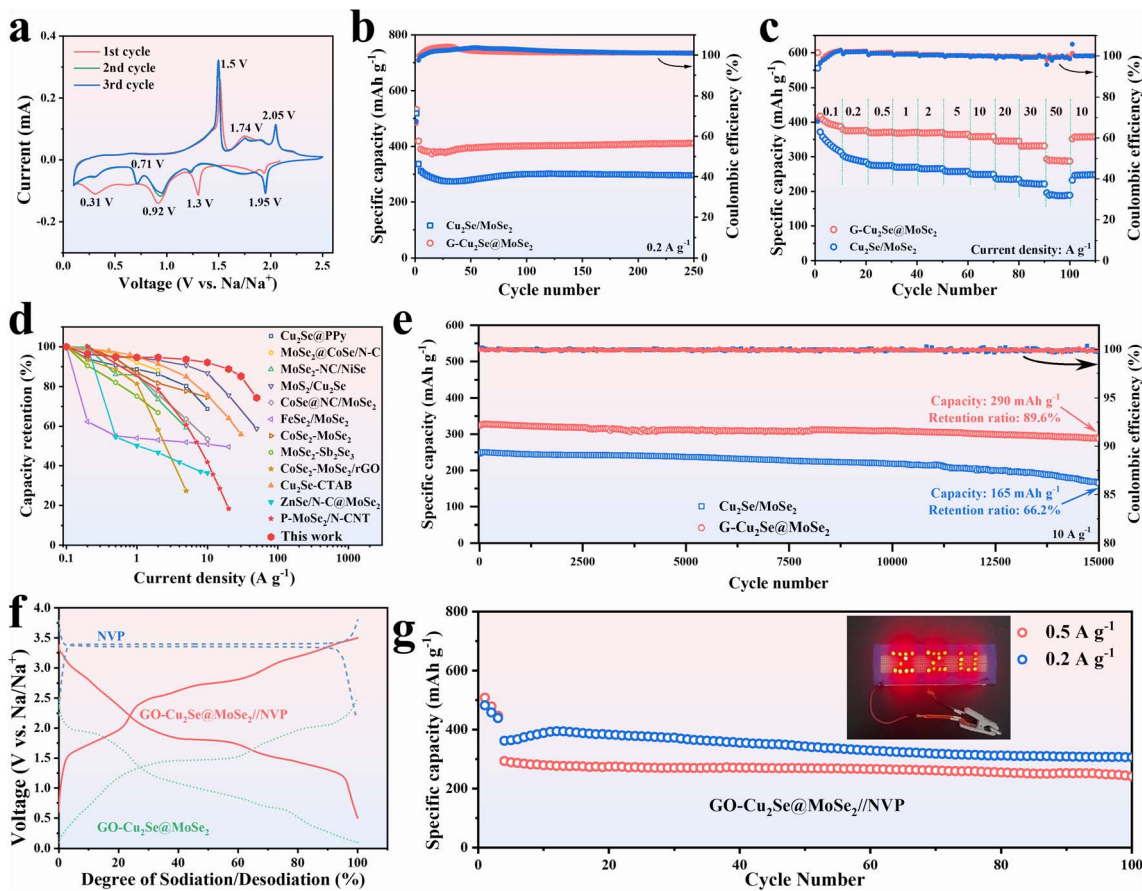 a
0.4
0.2
0.0
-0.2
Current (mA)
1st cycle
2nd cycle
3rd cycle
1.5 V
1.74 V
2.05 V
0.71 V
0.31 V
0.92 V
1.3 V
1.95 V
0.0 0.5 1.0 1.5 2.0 2.5
Voltage (V vs. Na/Na⁺)
b
800
700
600
500
400
300
200
100
0
Specific capacity (mAh g⁻¹)
100
80
60
40
20
0
Coulombic efficiency (%)
Cu₂Se/MoSe₂
G-Cu₂Se@MoSe₂
0.2 A g⁻¹
0 50 100 150 200 250
Cycle number
c
600
500
400
300
200
100
0
Specific capacity (mAh g⁻¹)
100
80
60
40
20
0
Coulombic efficiency (%)
0.1 0.2 0.5 1 2 5 10 20 30 50 10
G-Cu₂Se@MoSe₂
Cu₂Se/MoSe₂
Current density: A g⁻¹
0 20 40 60 80 100
Cycle Number
d
100
90
80
70
60
50
40
30
20
10
0
Capacity retention (%)
Cu₂Se@PPy
MoSe₂@CoSe/N-C
MoSe₂-NC/NiSe
MoS₂/Cu₂Se
CoSe@NC/MoSe₂
FeSe₂/MoSe₂
CoSe₂-MoSe₂
MoSe₂-Sb₂Se₃
CoSe₂-MoSe₂/rGO
Cu₂Se-CTAB
ZnSe/N-C@MoSe₂
P-MoSe₂/N-CNT
This work
0.1 1 10 100 1000
Current density (A g⁻¹)
e
600
550
500
450
400
350
300
250
200
150
100
50
0
Specific capacity (mAh g⁻¹)
100
95
90
85
80
Coulombic efficiency (%)
Capacity: 290 mAh g⁻¹
Retention ratio: 89.6%
Capacity: 165 mAh g⁻¹
Retention ratio: 66.2%
Cu₂Se/MoSe₂
G-Cu₂Se@MoSe₂
10 A g⁻¹
0 2500 5000 7500 10000 12500 15000
Cycle number
f
4.0
3.5
3.0
2.5
2.0
1.5
1.0
0.5
0.0
Voltage (V vs. Na/Na⁺)
NVP
GO-Cu₂Se@MoSe₂//NVP
GO-Cu₂Se@MoSe₂
0 20 40 60 80 100
Degree of Sodiation/Desodiation (%)
g
800
600
400
200
0
Specific capacity (mAh g⁻¹)
0.5 A g⁻¹
0.2 A g⁻¹
GO-Cu₂Se@MoSe₂//NVP
0 20 40 60 80 100
Cycle Number